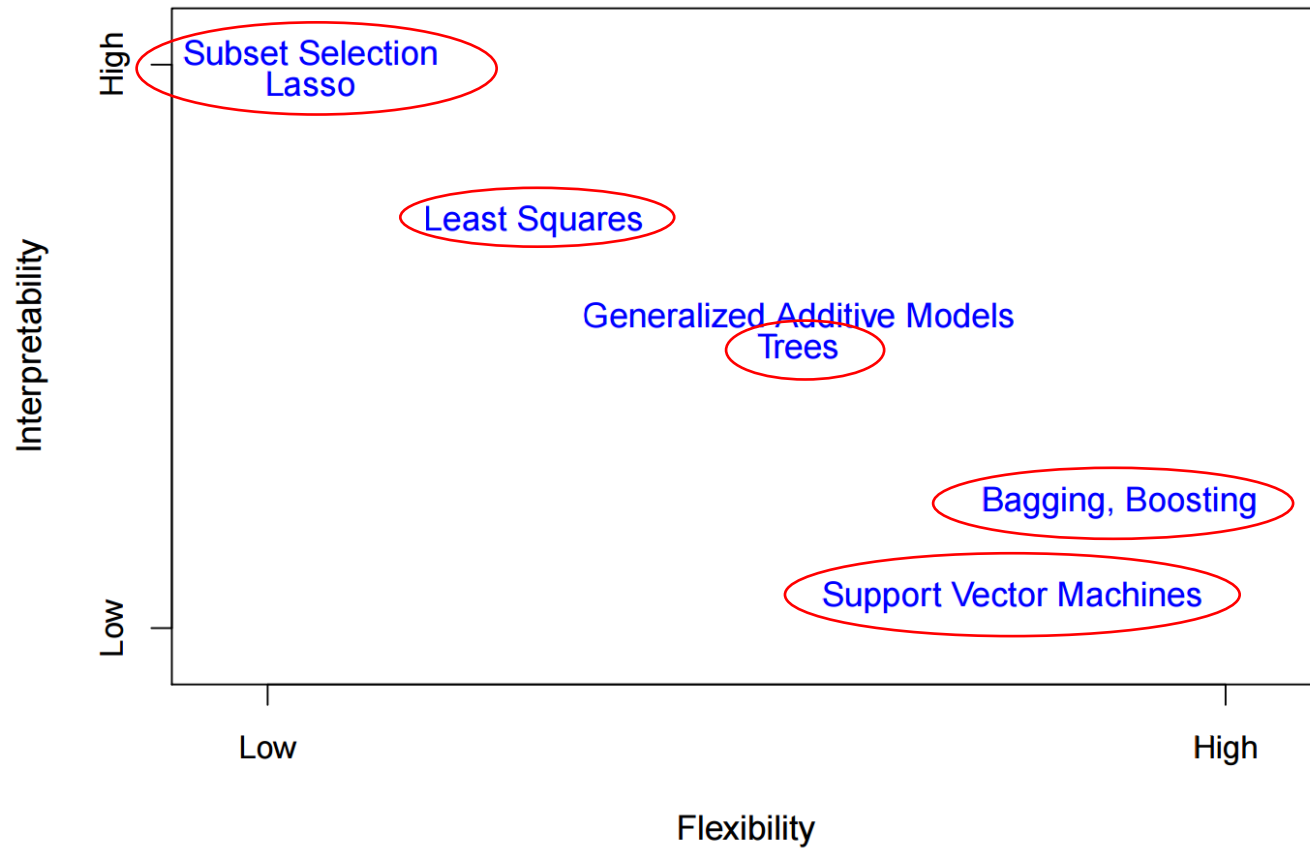 High
Subset Selection
Lasso
Least Squares
Interpretability
Generalized Additive Models
Trees
Bagging, Boosting
Support Vector Machines
Low
Low
High
Flexibility